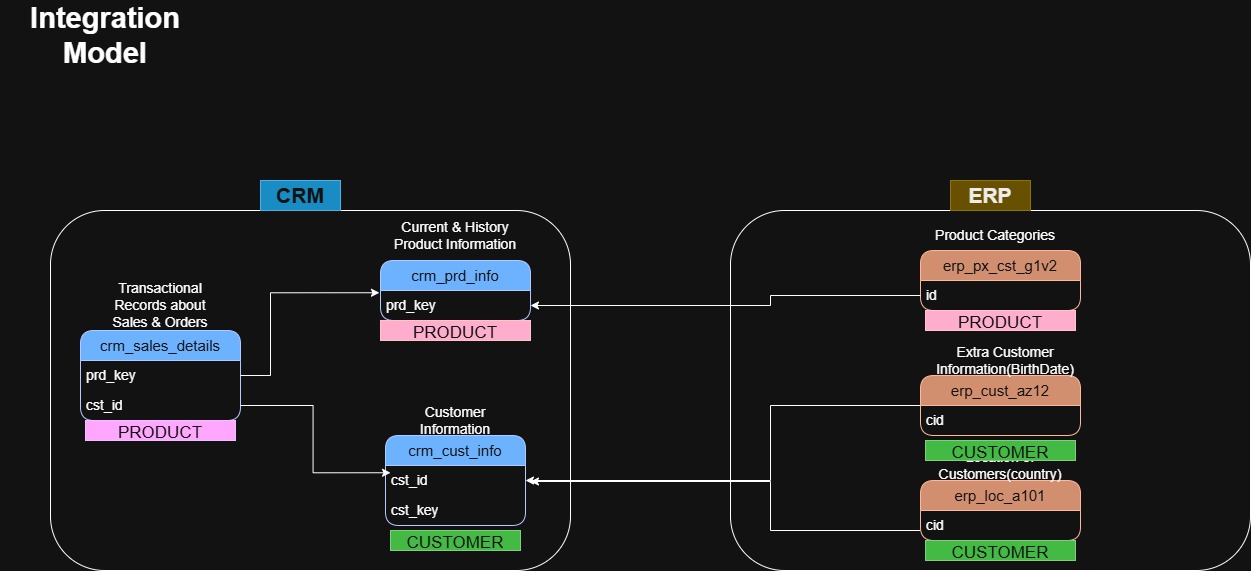 Integration
Model
CRM
ERP
Current & History
Product Information
crm_prd_info
prd_key
PRODUCT
Transactional
Records about
Sales & Orders
crm_sales_details
prd_key
cst_id
PRODUCT
Customer
Information
crm_cust_info
cst_id
cst_key
CUSTOMER
Product Categories
erp_px_cst_g1v2
id
PRODUCT
Extra Customer
Information(BirthDate)
erp_cust_az12
cid
CUSTOMER
Customers(country)
erp_loc_a101
cid
CUSTOMER